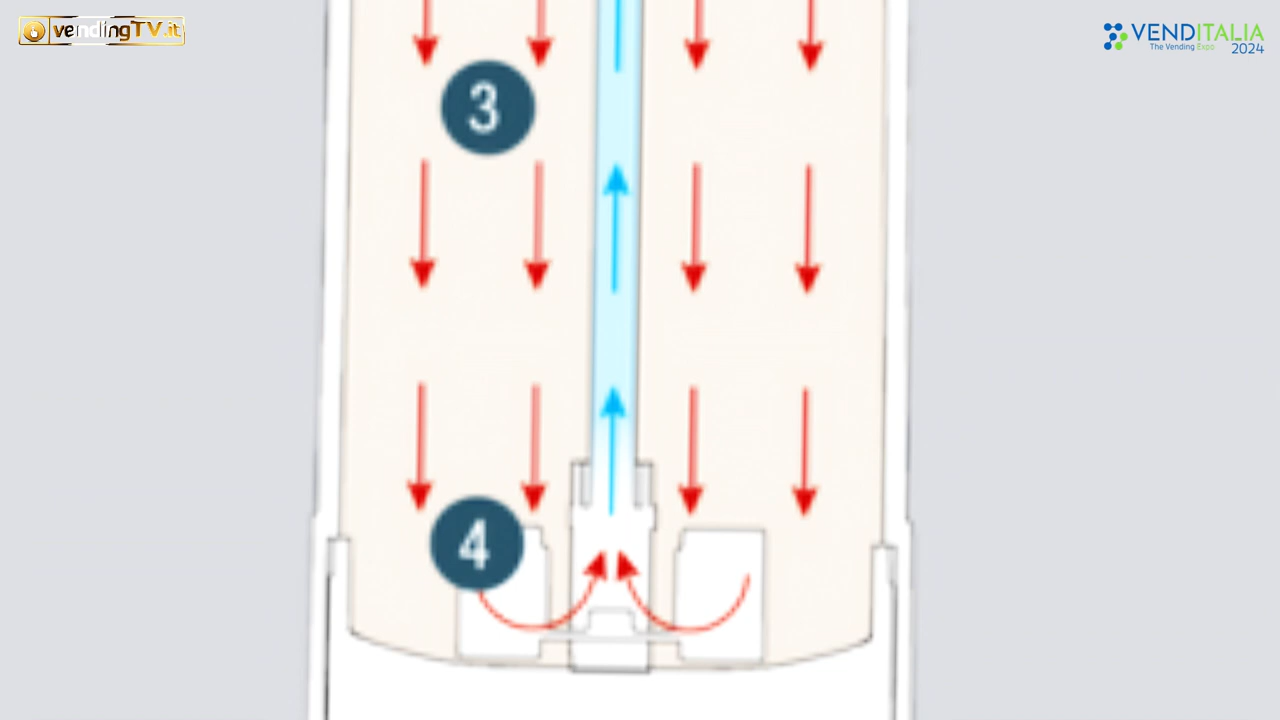 vendingTV.it
VENDITALIA
The Vending Expo
2024
3
4